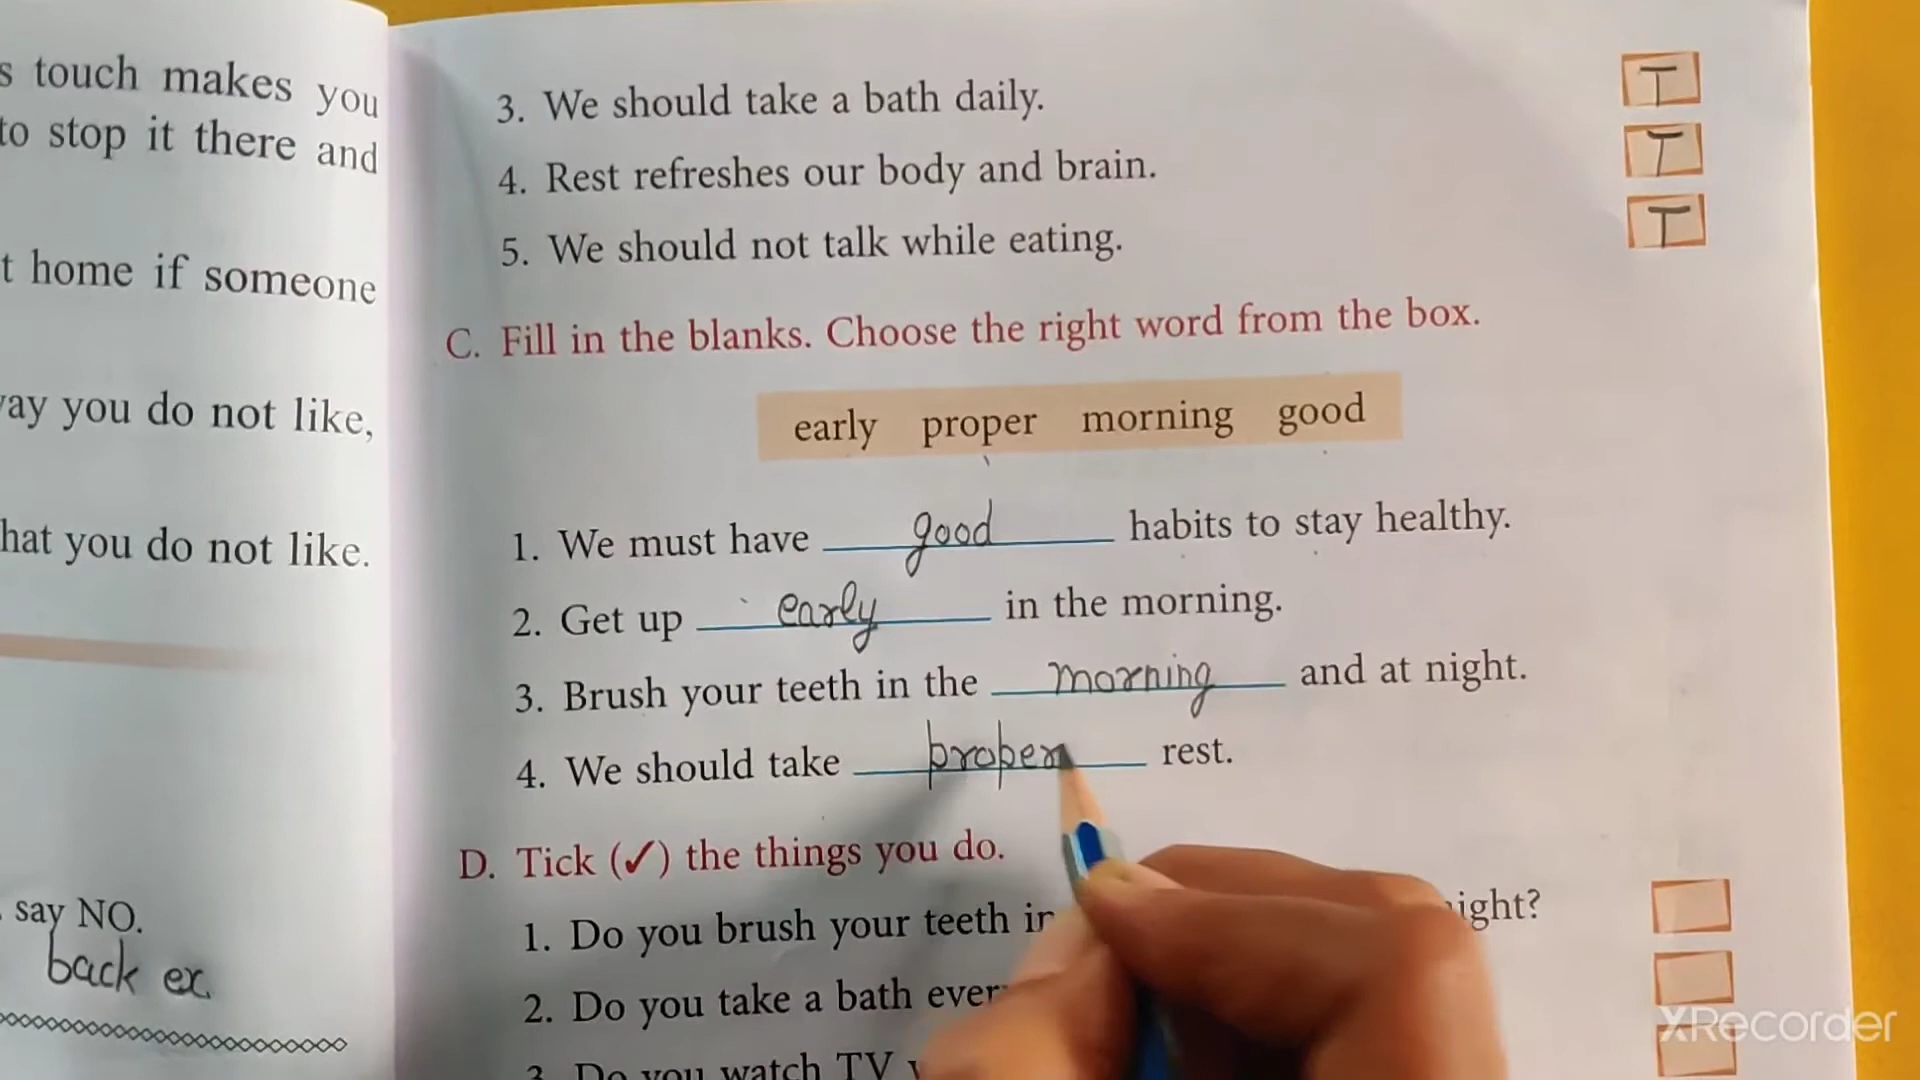 s touch makes you
to stop it there and
t home if someone
ay you do not like,
hat you do not like.
say NO.
back ex.
3. We should take a bath daily. T
4. Rest refreshes our body and brain. T
5. We should not talk while eating. T
C. Fill in the blanks. Choose the right word from the box.
early proper morning good
1. We must have good habits to stay healthy.
2. Get up early in the morning.
3. Brush your teeth in the morning and at night.
4. We should take proper rest.
D. Tick (✓) the things you do.
1. Do you brush your teeth in ight?
2. Do you take a bath ever
3. Do you watch TV
XRecorder